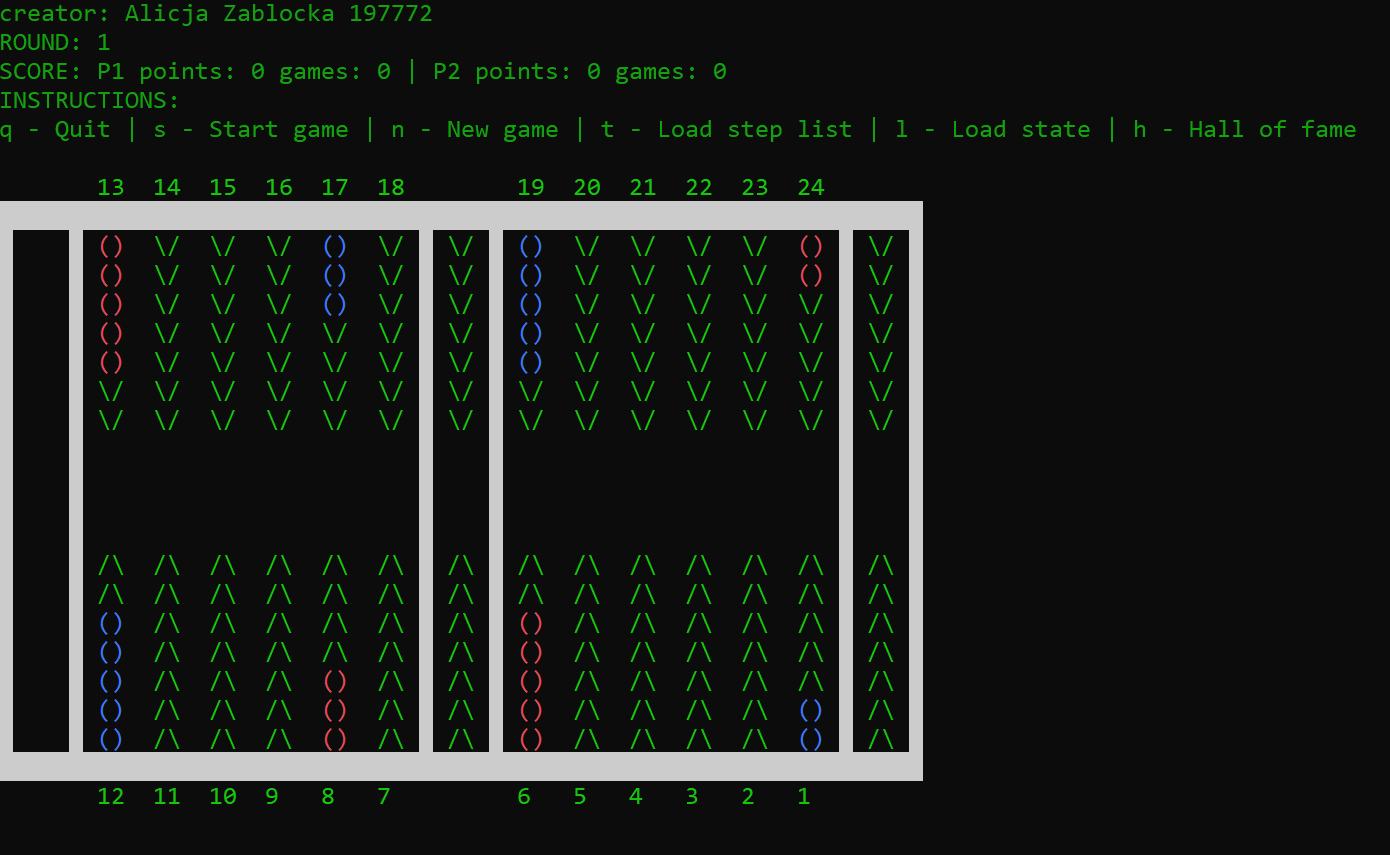 creator: Alicja Zablocka 197772
ROUND: 1
SCORE: P1 points: 0 games: 0 | P2 points: 0 games: 0
INSTRUCTIONS:
q - Quit | s - Start game | n - New game | t - Load step list | l - Load state | h - Hall of fame
13 14 15 16 17 18 19 20 21 22 23 24
() \/ \/ \/ () \/ \/ () \/ \/ \/ \/ () \/
() \/ \/ \/ () \/ \/ () \/ \/ \/ \/ () \/
() \/ \/ \/ () \/ \/ () \/ \/ \/ \/ \/ \/
() \/ \/ \/ \/ \/ \/ () \/ \/ \/ \/ \/ \/
() \/ \/ \/ \/ \/ \/ () \/ \/ \/ \/ \/ \/
\/ \/ \/ \/ \/ \/ \/ \/ \/ \/ \/ \/ \/ \/
\/ \/ \/ \/ \/ \/ \/ \/ \/ \/ \/ \/ \/ \/
/\ /\ /\ /\ /\ /\ /\ /\ /\ /\ /\ /\ /\ /\
/\ /\ /\ /\ /\ /\ /\ /\ /\ /\ /\ /\ /\ /\
() /\ /\ /\ /\ /\ /\ () /\ /\ /\ /\ /\ /\
() /\ /\ /\ /\ /\ /\ () /\ /\ /\ /\ /\ /\
() /\ /\ /\ () /\ /\ () /\ /\ /\ /\ /\ /\
() /\ /\ /\ () /\ /\ () /\ /\ /\ /\ () /\
() /\ /\ /\ () /\ /\ () /\ /\ /\ /\ () /\
12 11 10 9 8 7 6 5 4 3 2 1